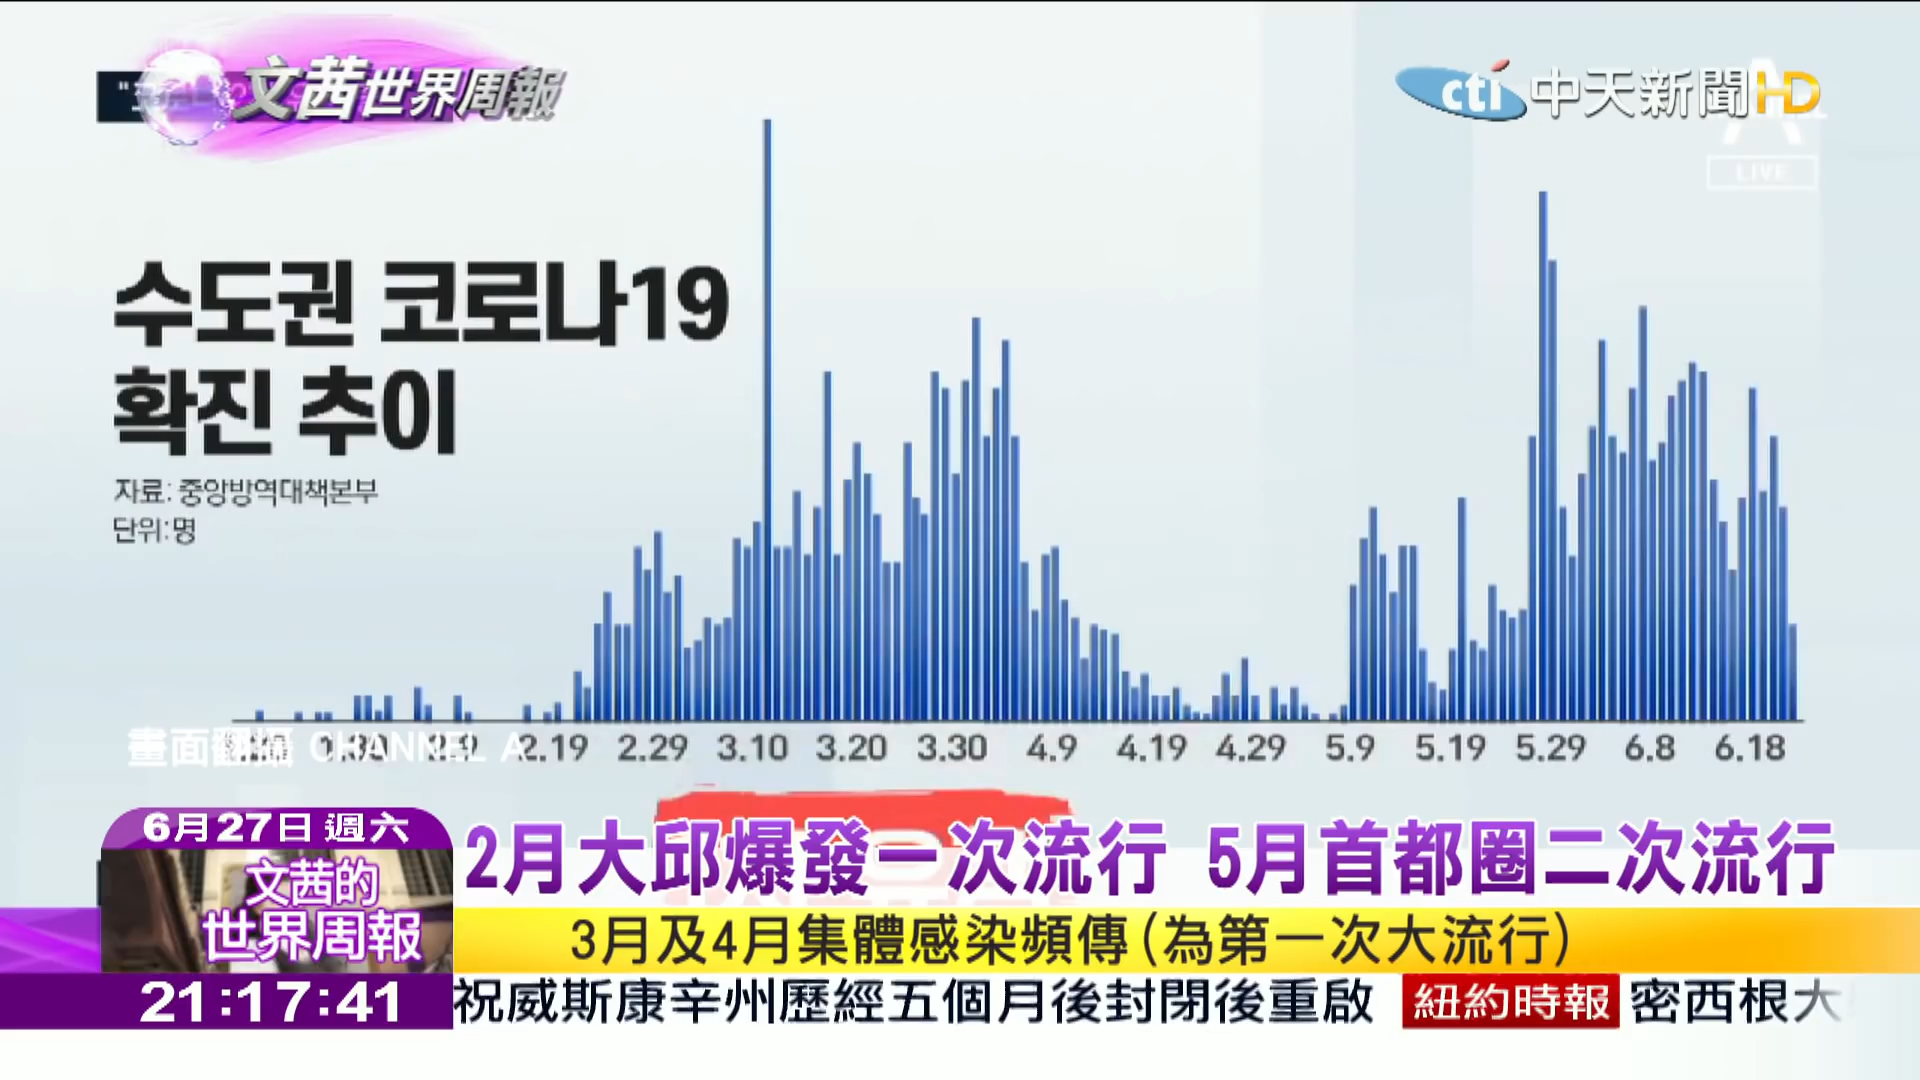 文茜世界周報
cti 中天新聞HD
LIVE
수도권 코로나19
확진 추이
자료:중앙방역대책본부
단위:명
2.19 2.29 3.10 3.20 3.30 4.9 4.19 4.29 5.9 5.19 5.29 6.8 6.18
畫面翻攝 CHANNEL A
6月27日 週六
2月大邱爆發一次流行 5月首都圈二次流行
文茜的
世界周報
3月及4月集體感染頻傳(為第一次大流行)
21:17:41
祝威斯康辛州歷經五個月後封閉後重啟 紐約時報 密西根大